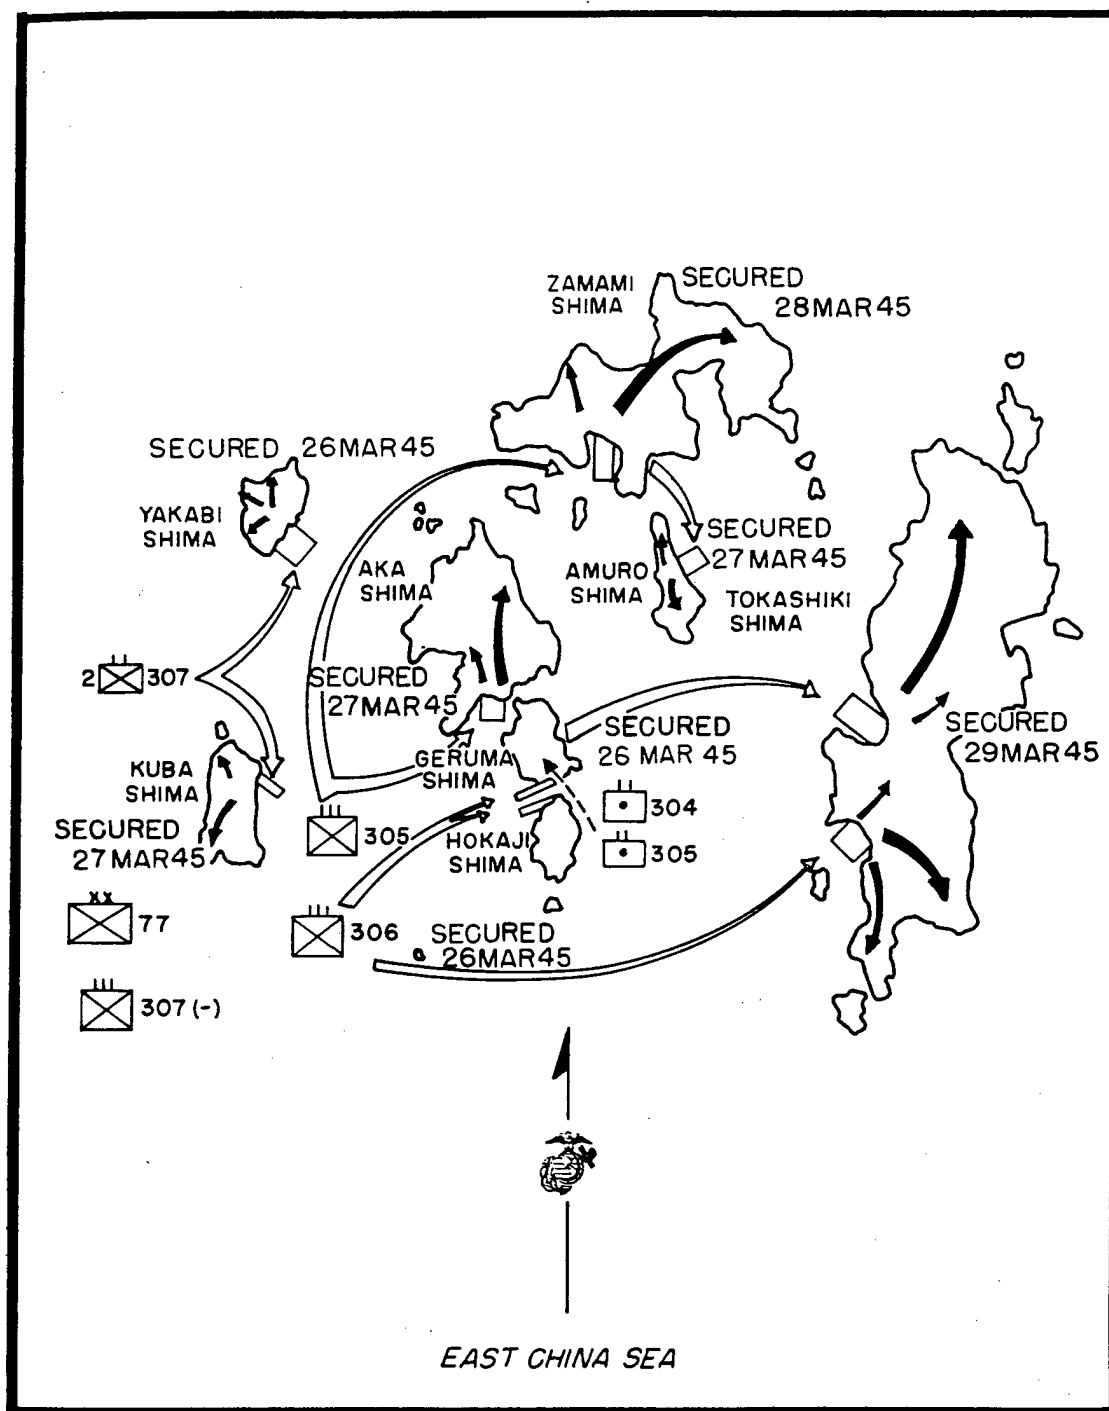 ZAMAMI
SHIMA
SECURED
28MAR45
SECURED 26MAR45
YAKABI
SHIMA
AKA
SHIMA
SECURED
27MAR45
AMURO
SHIMA
TOKASHIKI
SHIMA
2 307
SECURED
27MAR45
SECURED
26 MAR 45
SECURED
29MAR45
KUBA
SHIMA
GERUMA
SHIMA
304
305
305
HOKAJI
SHIMA
SECURED
27MAR45
XX
77
306
SECURED
26MAR45
307 (-)
EAST CHINA SEA